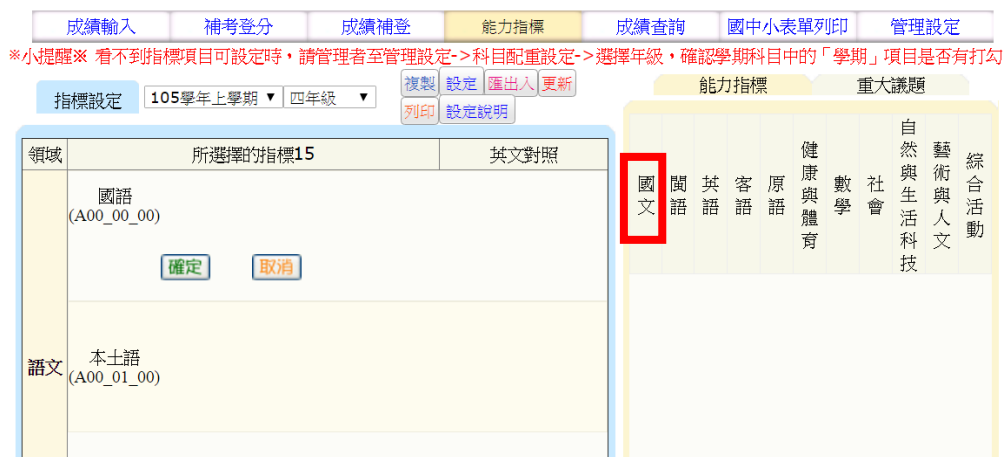 成績輸入 補考登分 成績補登 能力指標 成績查詢 國中小表單列印 管理設定
※小提醒※ 看不到指標項目可設定時，請管理者至管理設定->科目配重設定->選擇年級，確認學期科目中的「學期」項目是否有打勾
指標設定 105學年上學期 ▼ 四年級 ▼ 複製 設定 匯出入 更新
列印 設定說明
能力指標 重大議題
領域 所選擇的指標15 英文對照
國語
(A00_00_00)
確定 取消
語文
本土語
(A00_01_00)
國文
閩語
英語
客語
原語
健康與體育
數學
社會
自然與生活科技
藝術與人文
綜合活動